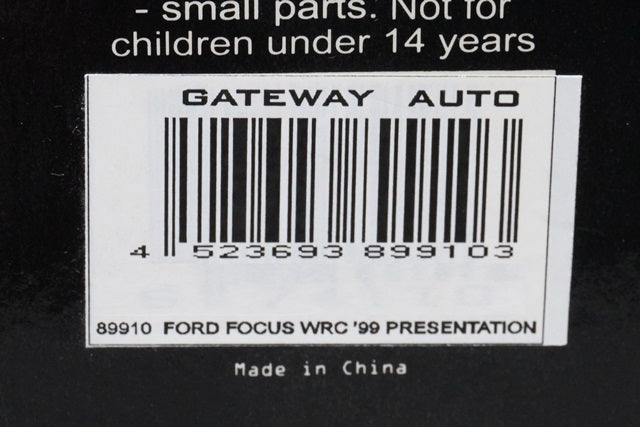 - small parts. Not for
children under 14 years
GATEWAY AUTO
4 523693 899103
89910 FORD FOCUS WRC '99 PRESENTATION
Made in China